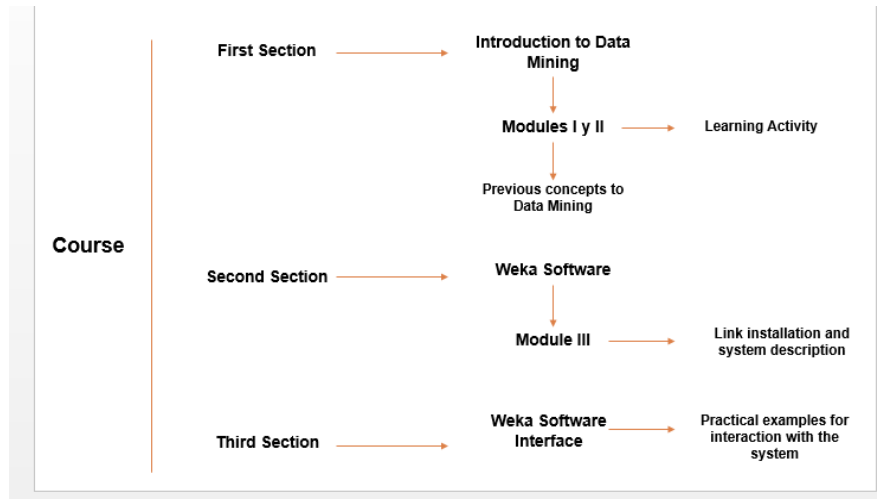 First Section
Introduction to Data
Mining
Modules I y II
Learning Activity
Previous concepts to
Data Mining
Course
Second Section
Weka Software
Module III
Link installation and
system description
Third Section
Weka Software
Interface
Practical examples for
interaction with the
system